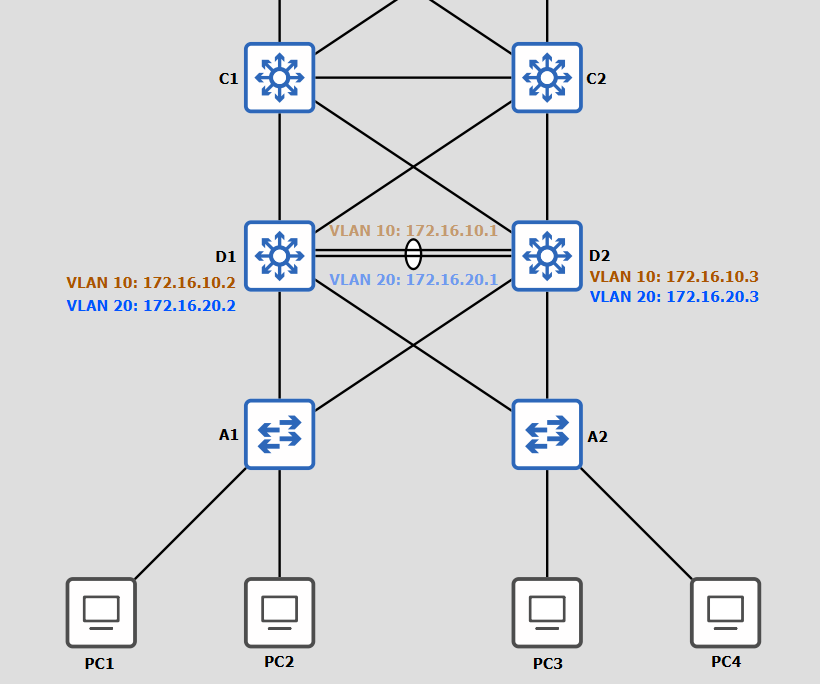 C1
C2
VLAN 10: 172.16.10.1
D1
D2
VLAN 10: 172.16.10.2
VLAN 20: 172.16.20.1
VLAN 10: 172.16.10.3
VLAN 20: 172.16.20.2
VLAN 20: 172.16.20.3
A1
A2
PC1
PC2
PC3
PC4